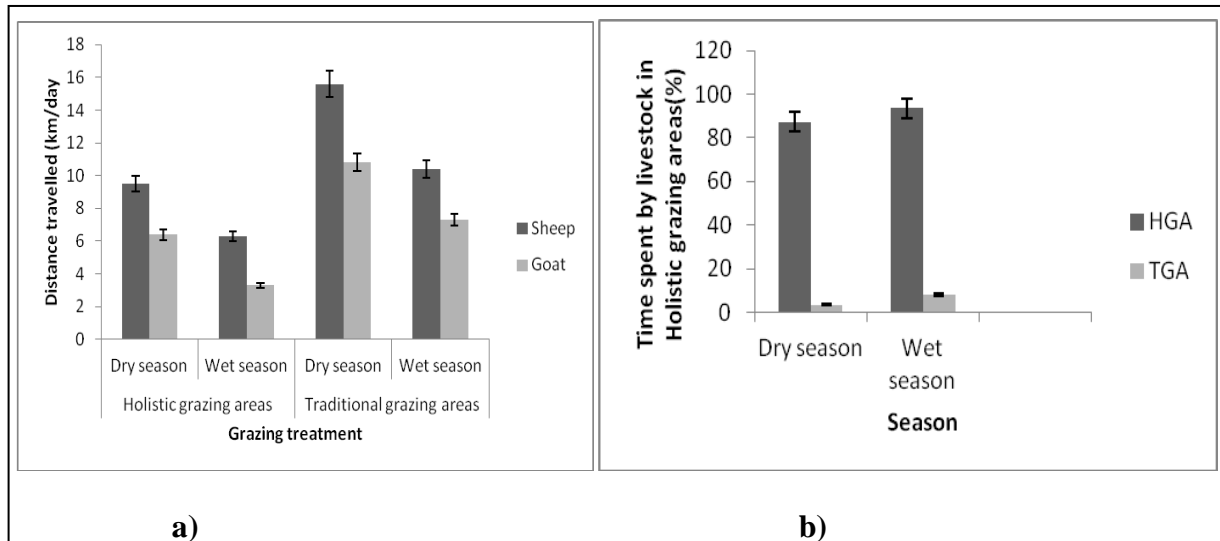 18
16
14
12
10
8
6
4
2
0
Distance travelled (km/day)
Dry season Wet season Dry season Wet season
Holistic grazing areas Traditional grazing areas
Grazing treatment
Sheep
Goat
a)
120
100
80
60
40
20
0
Time spent by livestock in
Holistic grazing areas(%)
Dry season Wet
season
Season
HGA
TGA
b)